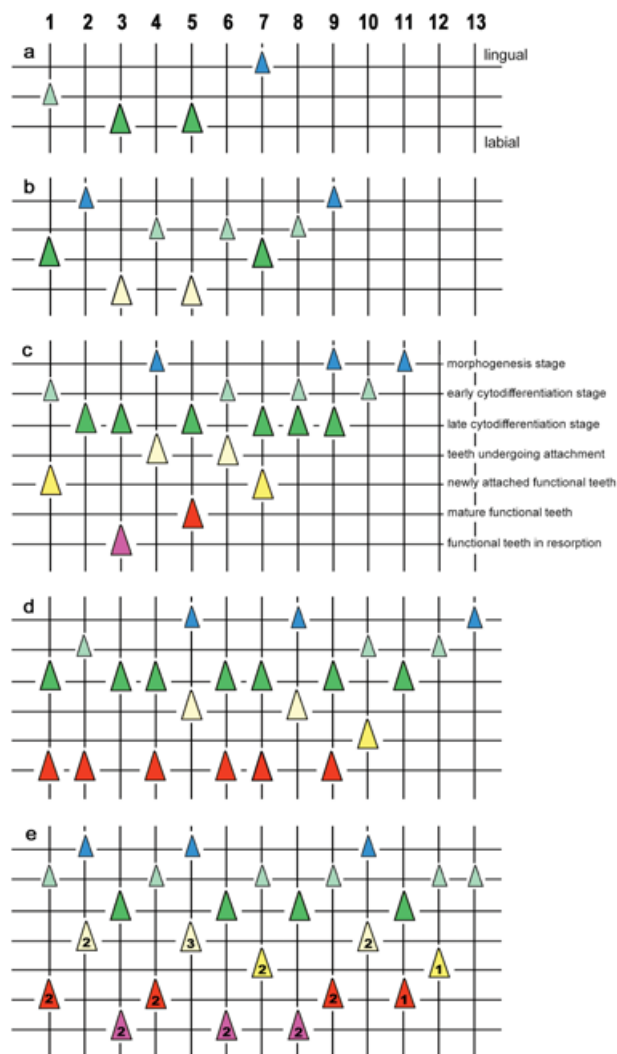 1 2 3 4 5 6 7 8 9 10 11 12 13
a
lingual
labial
b
c
morphogenesis stage
early cytodifferentiation stage
late cytodifferentiation stage
teeth undergoing attachment
newly attached functional teeth
mature functional teeth
functional teeth in resorption
d
e
2 3 2
2 1
2 2 2 1
2 2 2